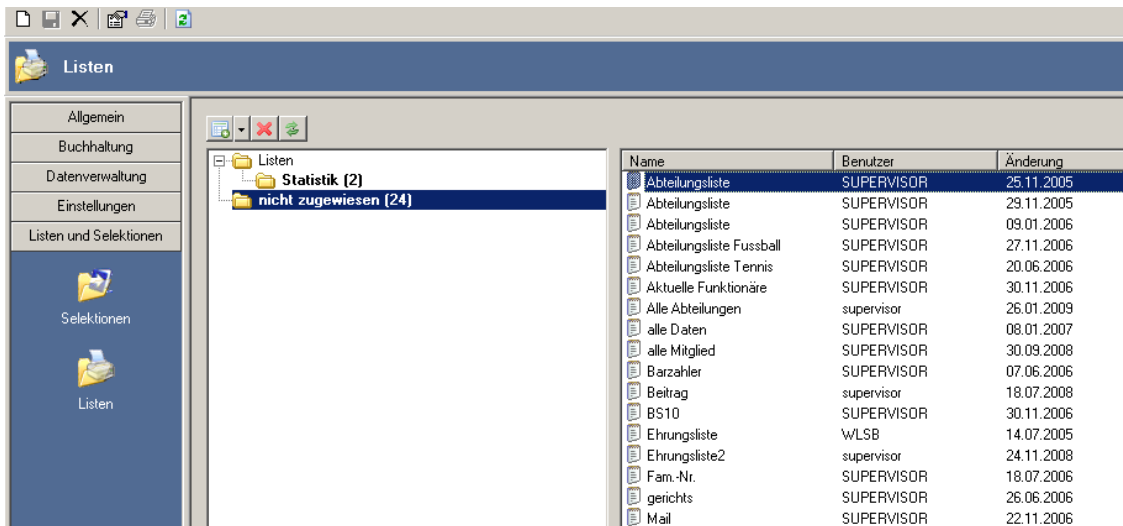 Listen
Allgemein
Buchhaltung
Datenverwaltung
Einstellungen
Listen und Selektionen
Selektionen
Listen
Listen
Statistik (2)
nicht zugewiesen (24)
Name Benutzer Änderung
Abteilungsliste SUPERVISOR 25.11.2005
Abteilungsliste SUPERVISOR 29.11.2005
Abteilungsliste SUPERVISOR 09.01.2006
Abteilungsliste Fussball SUPERVISOR 27.11.2006
Abteilungsliste Tennis SUPERVISOR 20.06.2006
Aktuelle Funktionäre SUPERVISOR 30.11.2006
Alle Abteilungen supervisor 26.01.2009
alle Daten SUPERVISOR 08.01.2007
alle Mitglied SUPERVISOR 30.09.2008
Barzahler SUPERVISOR 07.06.2006
Beitrag supervisor 18.07.2008
BS10 SUPERVISOR 30.11.2006
Ehrungsliste WLSB 14.07.2005
Ehrungsliste2 supervisor 24.11.2008
Fam.-Nr. SUPERVISOR 18.07.2006
gerichts SUPERVISOR 26.06.2006
Mail SUPERVISOR 22.11.2006